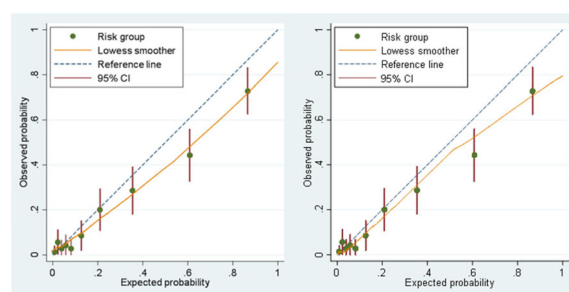 Risk group
Lowess smoother
Reference line
95% CI
Observed probability
1
.8
.6
.4
.2
0
0
.2
.4
.6
.8
1
Expected probability
Risk group
Lowess smoother
Reference line
95% CI
Observed probability
1
.8
.6
.4
.2
0
0
.2
.4
.6
.8
1
Expected probability